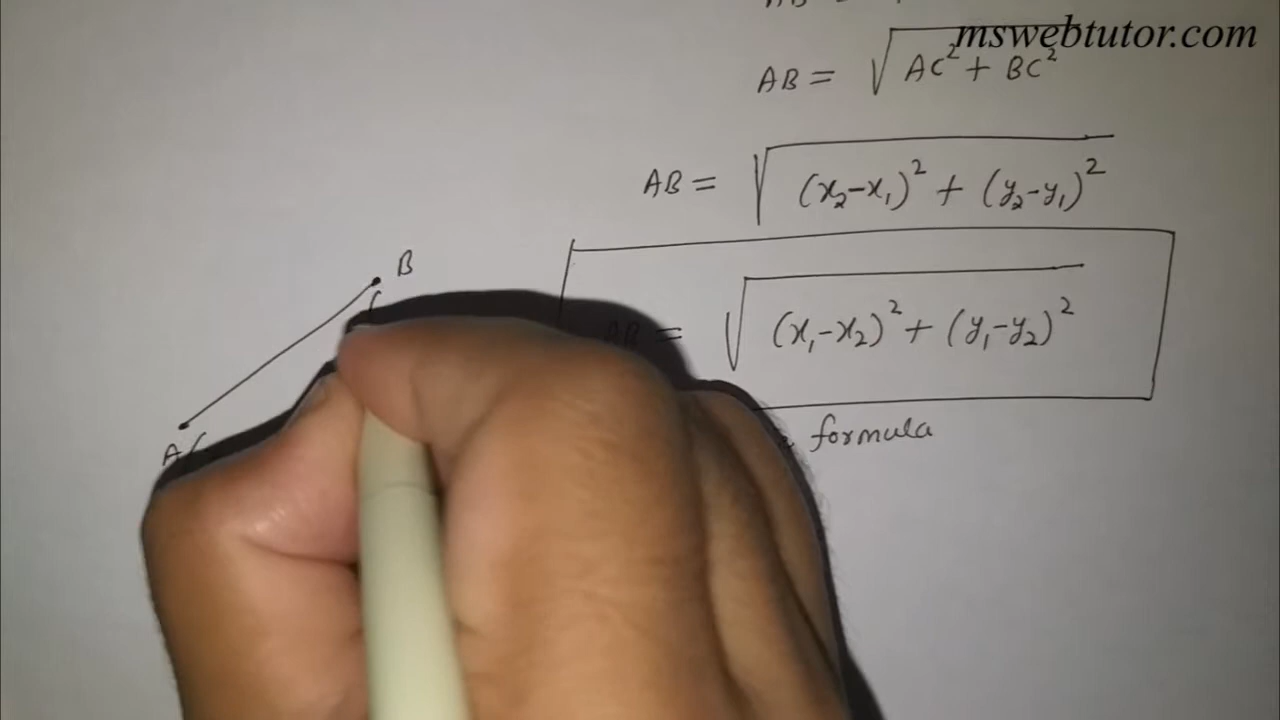 mswebtutor.com
AB = √AC² + BC²
AB = √(x₂-x₁)² + (y₂-y₁)²
B
AB = √(x₁-x₂)² + (y₁-y₂)²
formula
A(